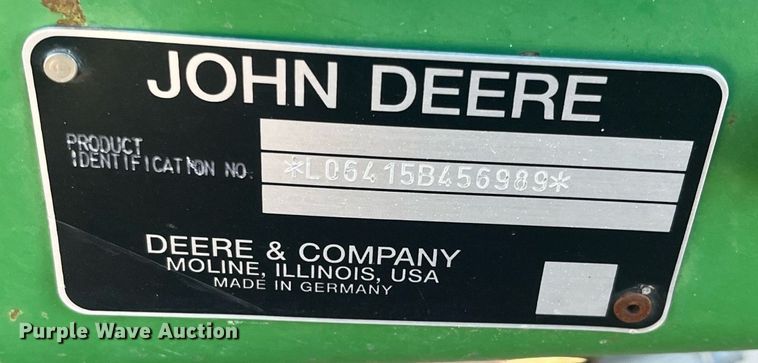 JOHN DEERE
PRODUCT
IDENTIFICATION NO.
*L06415B456989*
DEERE & COMPANY
MOLINE, ILLINOIS, USA
MADE IN GERMANY
Purple Wave Auction